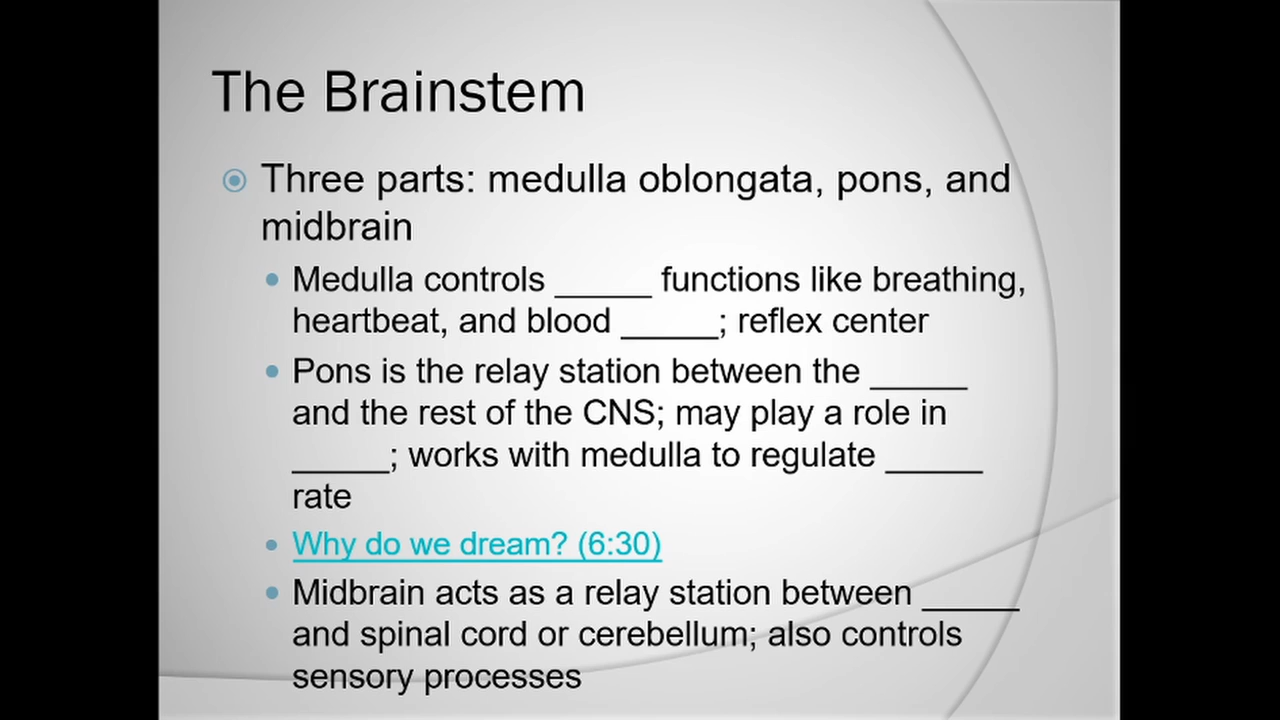 The Brainstem
Three parts: medulla oblongata, pons, and
midbrain
Medulla controls _____ functions like breathing,
heartbeat, and blood _____; reflex center
Pons is the relay station between the _____
and the rest of the CNS; may play a role in
_____; works with medulla to regulate _____
rate
Why do we dream? (6:30)
Midbrain acts as a relay station between _____
and spinal cord or cerebellum; also controls
sensory processes